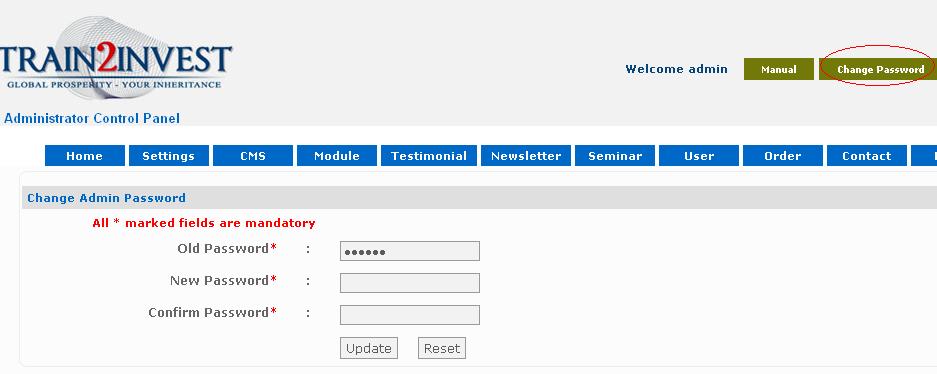 TRAIN2INVEST
GLOBAL PROSPERITY - YOUR INHERITANCE
Welcome admin
Manual
Change Password
Administrator Control Panel
Home Settings CMS Module Testimonial Newsletter Seminar User Order Contact
Change Admin Password
All * marked fields are mandatory
Old Password* : ••••••
New Password* :
Confirm Password* :
Update Reset